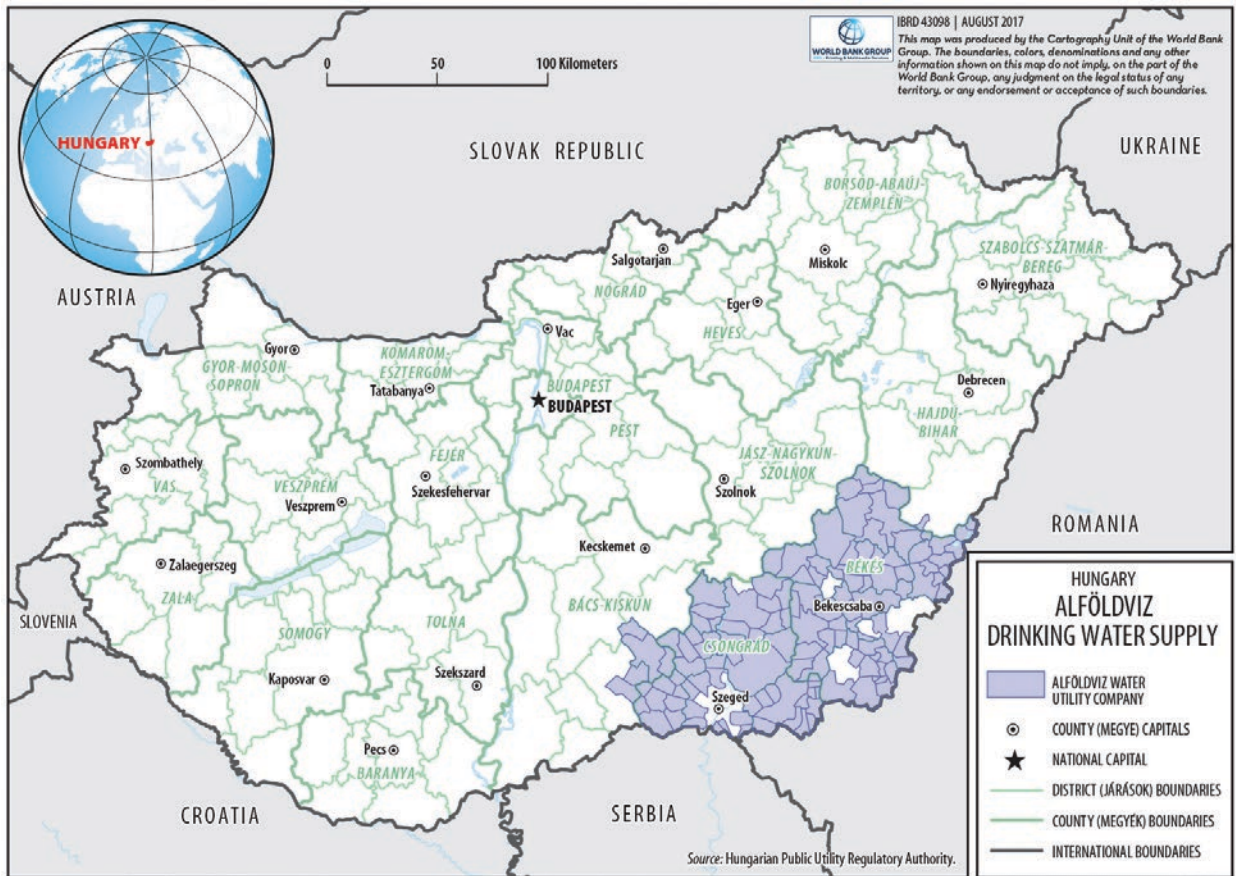 IBRD 43098 | AUGUST 2017
This map was produced by the Cartography Unit of the World Bank
Group. The boundaries, colors, denominations and any other
information shown on this map do not imply, on the part of the
World Bank Group, any judgment on the legal status of any
territory, or any endorsement or acceptance of such boundaries.
WORLD BANK GROUP
0 50 100 Kilometers
HUNGARY
SLOVAK REPUBLIC
UKRAINE
AUSTRIA
BORSOD-ABAÚJ-
ZEMPLÉN
Miskolc
SZABOLCS-SZATMÁR-
BEREG
Nyiregyhaza
Salgotarjan
NÓGRÁD
Eger
HEVES
Vac
Gyor
GYOR-MOSON-
SOPRON
KOMAROM-
ESZTERGOM
Tatabanya
BUDAPEST
BUDAPEST
PEST
Debrecen
HAJDU-
BIHAR
JÁSZ-NAGYKUN-
SZOLNOK
Szolnok
Szombathely
VAS
VESZPREM
Veszprem
FEJÉR
Szekesfehervar
Kecskemet
ROMANIA
Zalaegerszeg
ZALA
SLOVENIA
SOMOGY
Kaposvar
TOLNA
Szekszard
BÁCS-KISKUN
BÉKÉS
Bekescsaba
CSONGRÁD
Szeged
Pecs
BARANYA
CROATIA
SERBIA
Source: Hungarian Public Utility Regulatory Authority.
HUNGARY
ALFÖLDVIZ
DRINKING WATER SUPPLY
ALFÖLDVIZ WATER
UTILITY COMPANY
COUNTY (MEGYE) CAPITALS
NATIONAL CAPITAL
DISTRICT (JÁRÁSOK) BOUNDARIES
COUNTY (MEGYÉK) BOUNDARIES
INTERNATIONAL BOUNDARIES